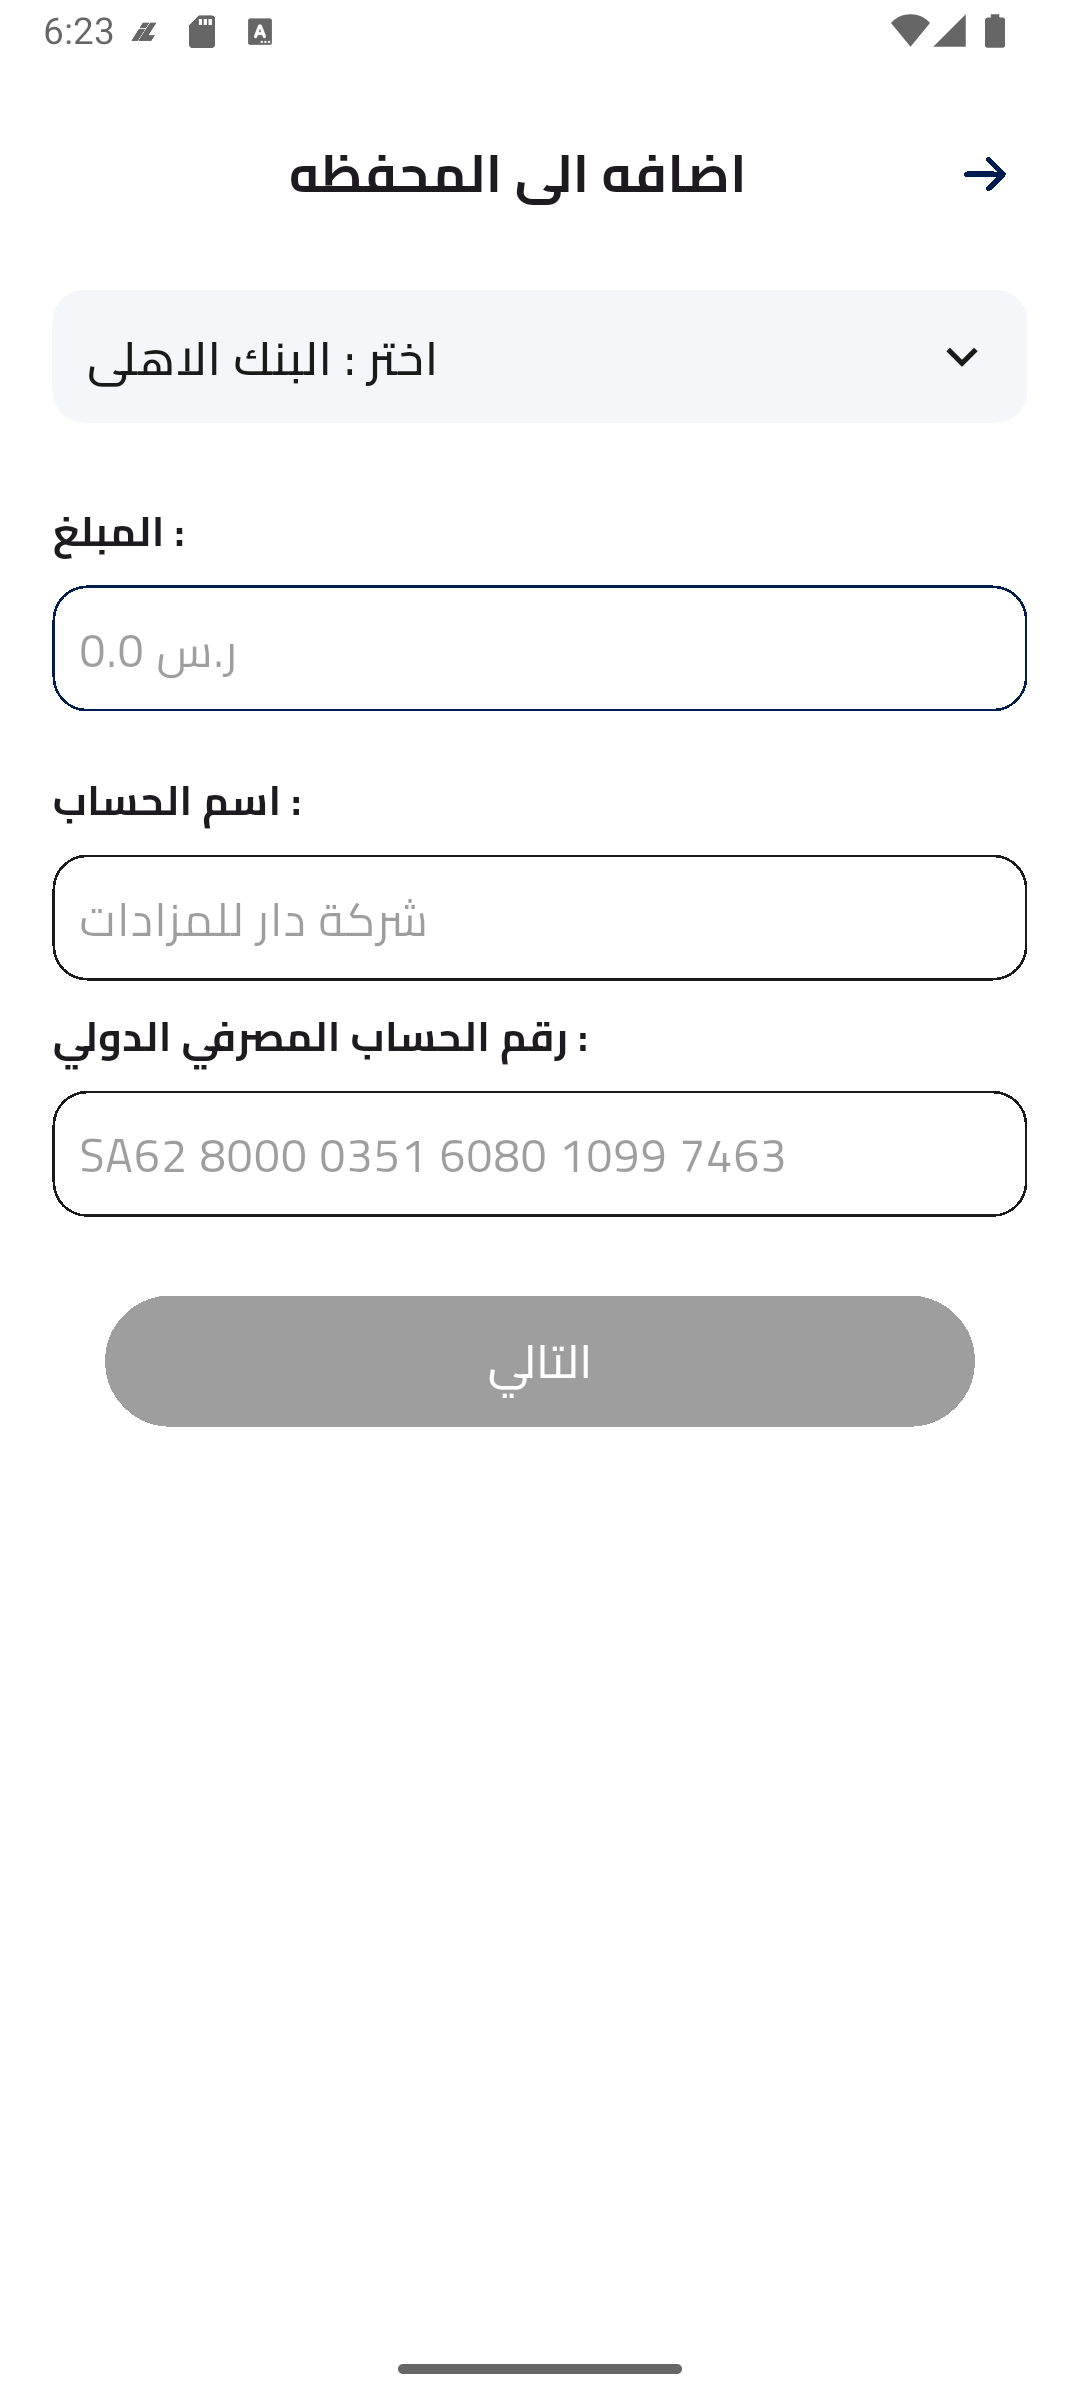 6:23
اضافه الى المحفظه
اختر : البنك الاهلى
المبلغ :
0.0 ر.س
اسم الحساب :
شركة دار للمزادات
رقم الحساب المصرفي الدولي :
SA62 8000 0351 6080 1099 7463
التالي